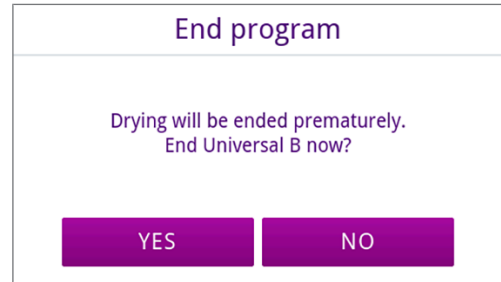 End program
Drying will be ended prematurely.
End Universal B now?
YES
NO